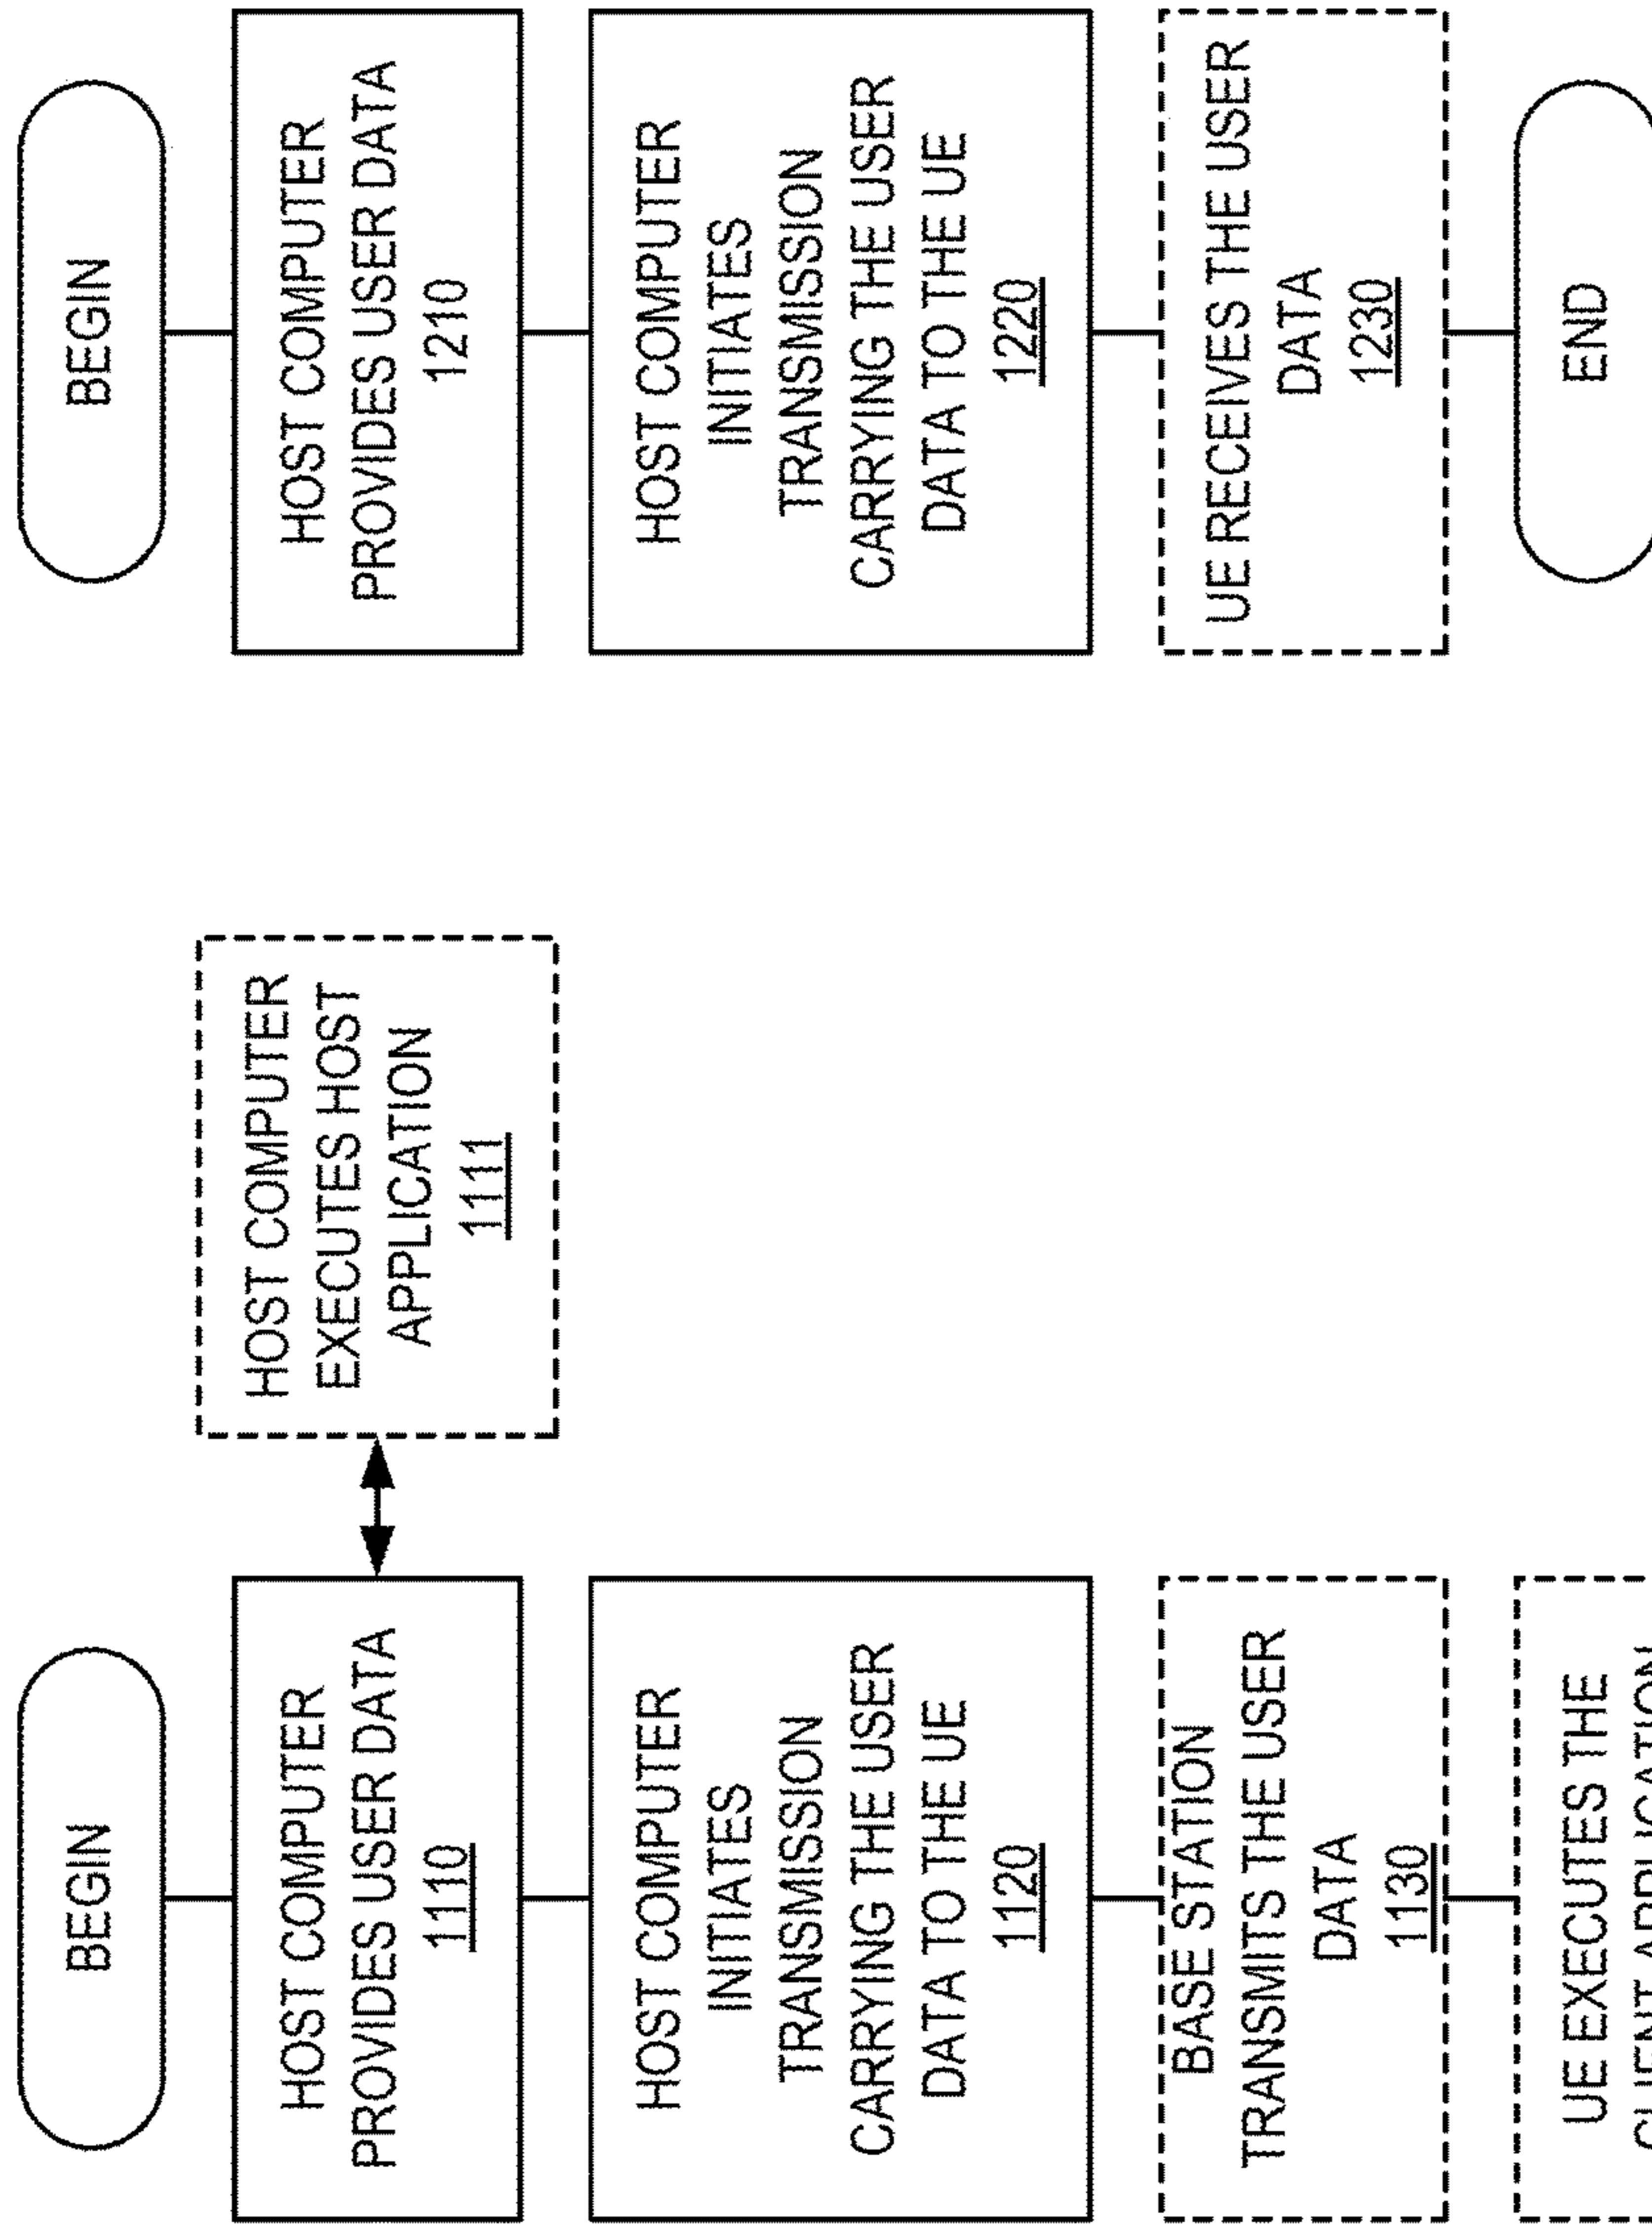 BEGIN
HOST COMPUTER
PROVIDES USER DATA
1110
HOST COMPUTER
EXECUTES HOST
APPLICATION
1111
HOST COMPUTER
INITIATES
TRANSMISSION
CARRYING THE USER
DATA TO THE UE
1120
BASE STATION
TRANSMITS THE USER
DATA
1130
UE EXECUTES THE
CLIENT APPLICATION
BEGIN
HOST COMPUTER
PROVIDES USER DATA
1210
HOST COMPUTER
INITIATES
TRANSMISSION
CARRYING THE USER
DATA TO THE UE
1220
UE RECEIVES THE USER
DATA
1230
END